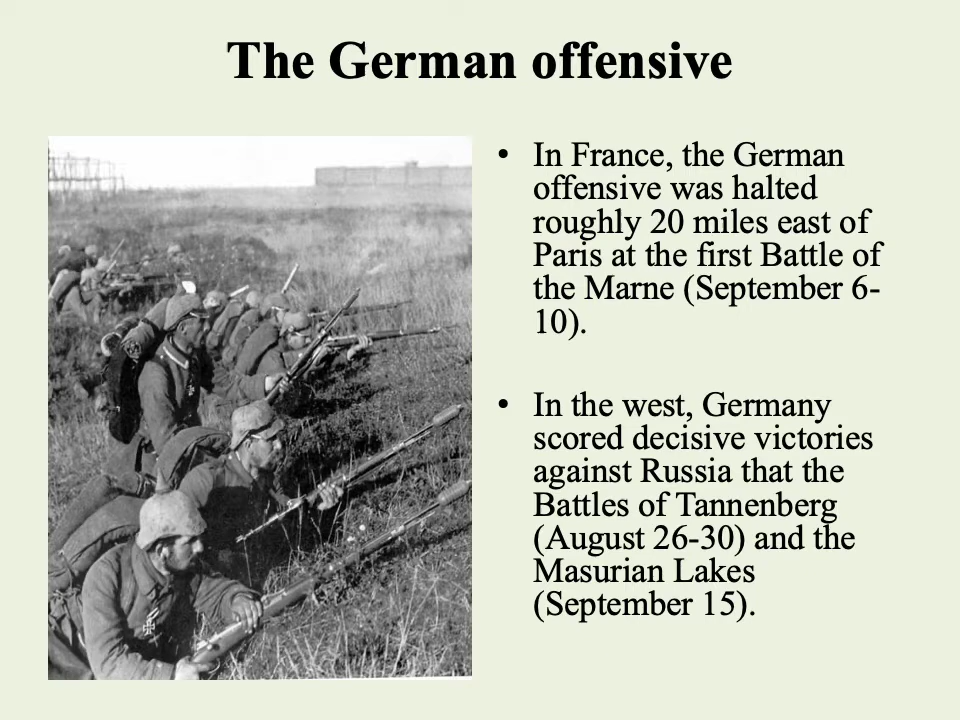 The German offensive
• In France, the German
offensive was halted
roughly 20 miles east of
Paris at the first Battle of
the Marne (September 6-
10).
• In the west, Germany
scored decisive victories
against Russia that the
Battles of Tannenberg
(August 26-30) and the
Masurian Lakes
(September 15).